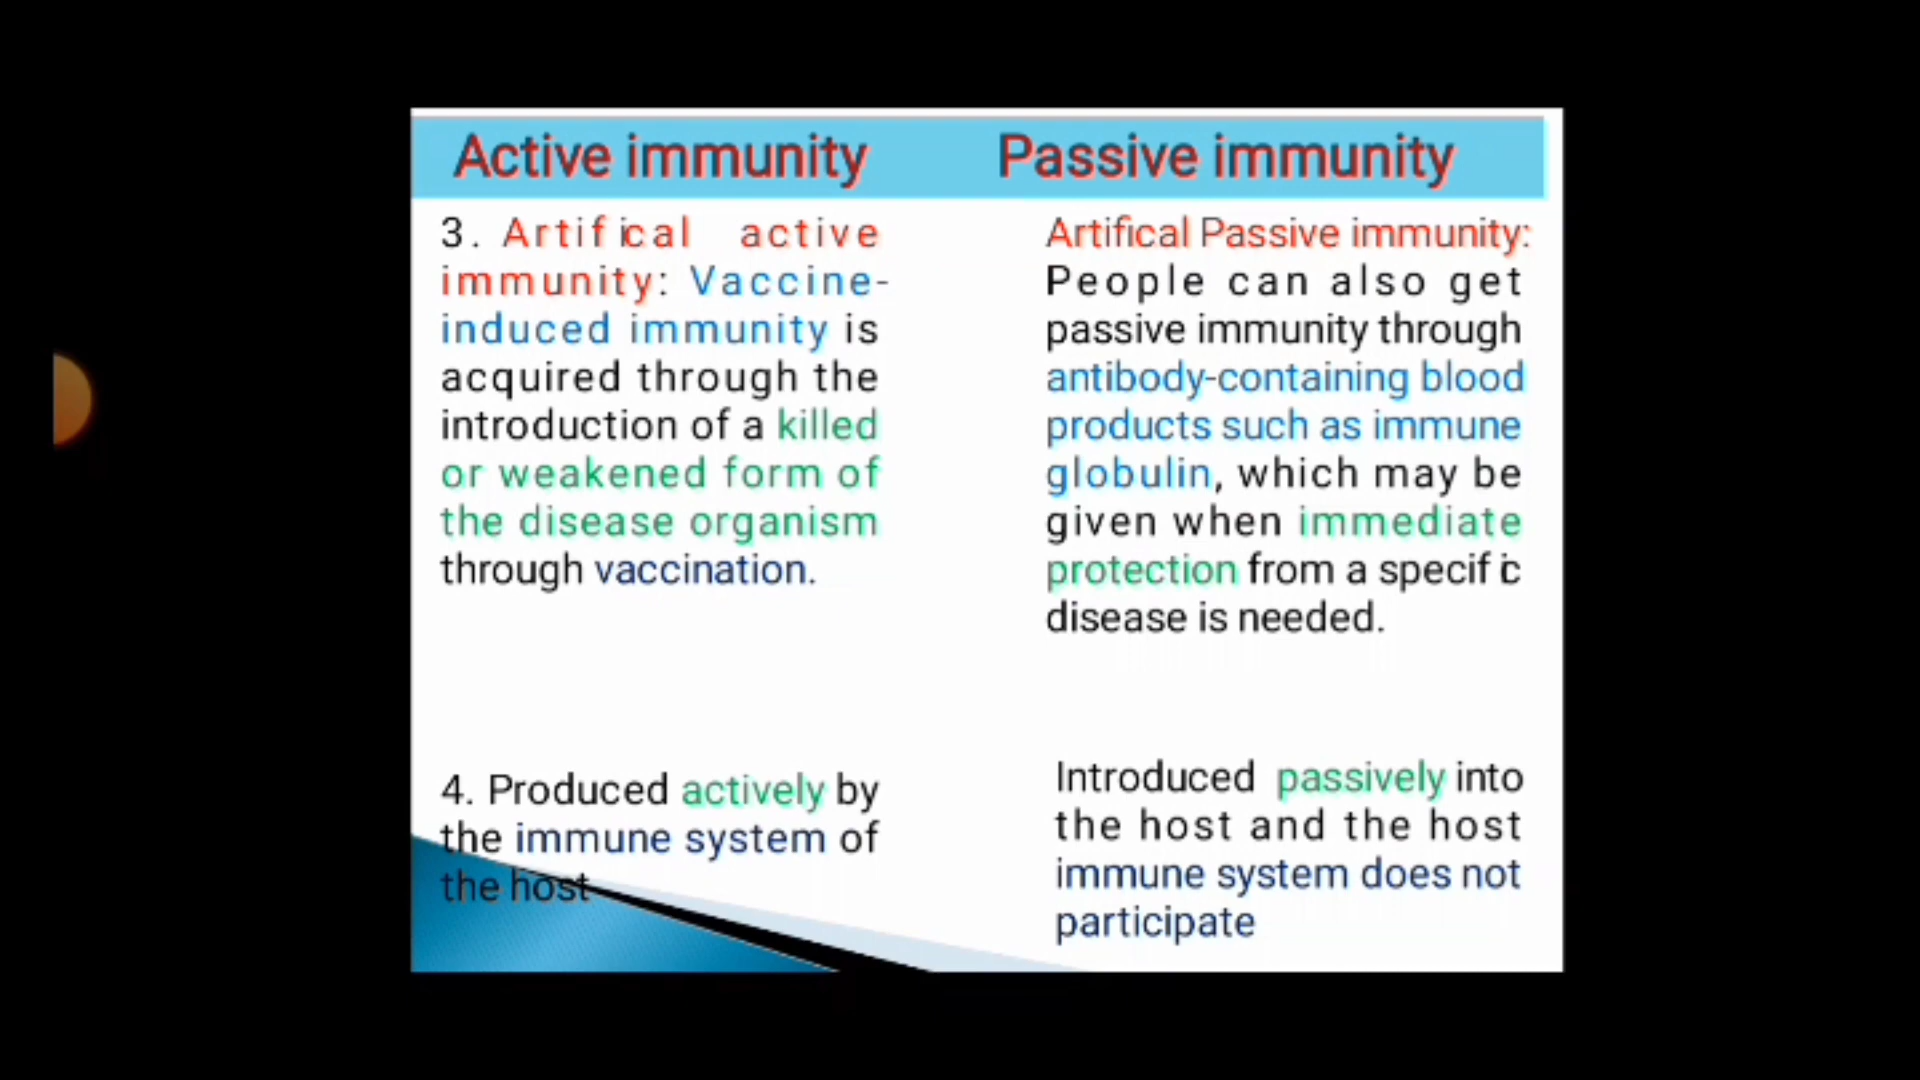 Active immunity
Passive immunity
3. Artifical active
immunity: Vaccine-
induced immunity is
acquired through the
introduction of a killed
or weakened form of
the disease organism
through vaccination.
Artifical Passive immunity:
People can also get
passive immunity through
antibody-containing blood
products such as immune
globulin, which may be
given when immediate
protection from a specific
disease is needed.
4. Produced actively by
the immune system of
the host
Introduced passively into
the host and the host
immune system does not
participate